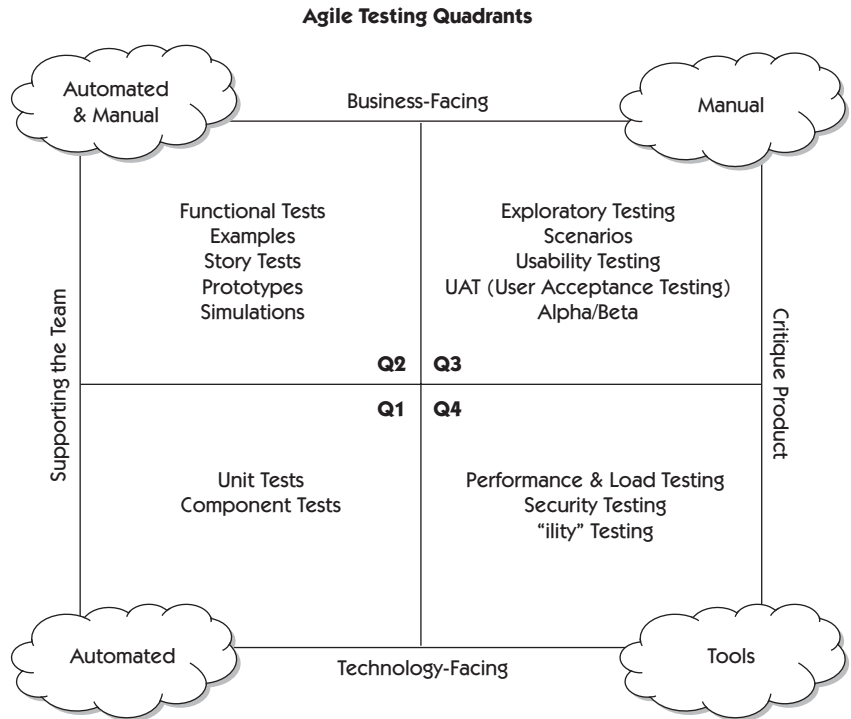 Agile Testing Quadrants
Automated
& Manual
Business-Facing
Manual
Functional Tests
Examples
Story Tests
Prototypes
Simulations
Exploratory Testing
Scenarios
Usability Testing
UAT (User Acceptance Testing)
Alpha/Beta
Supporting the Team
Critique Product
Q2
Q3
Q1
Q4
Unit Tests
Component Tests
Performance & Load Testing
Security Testing
“ility” Testing
Automated
Technology-Facing
Tools